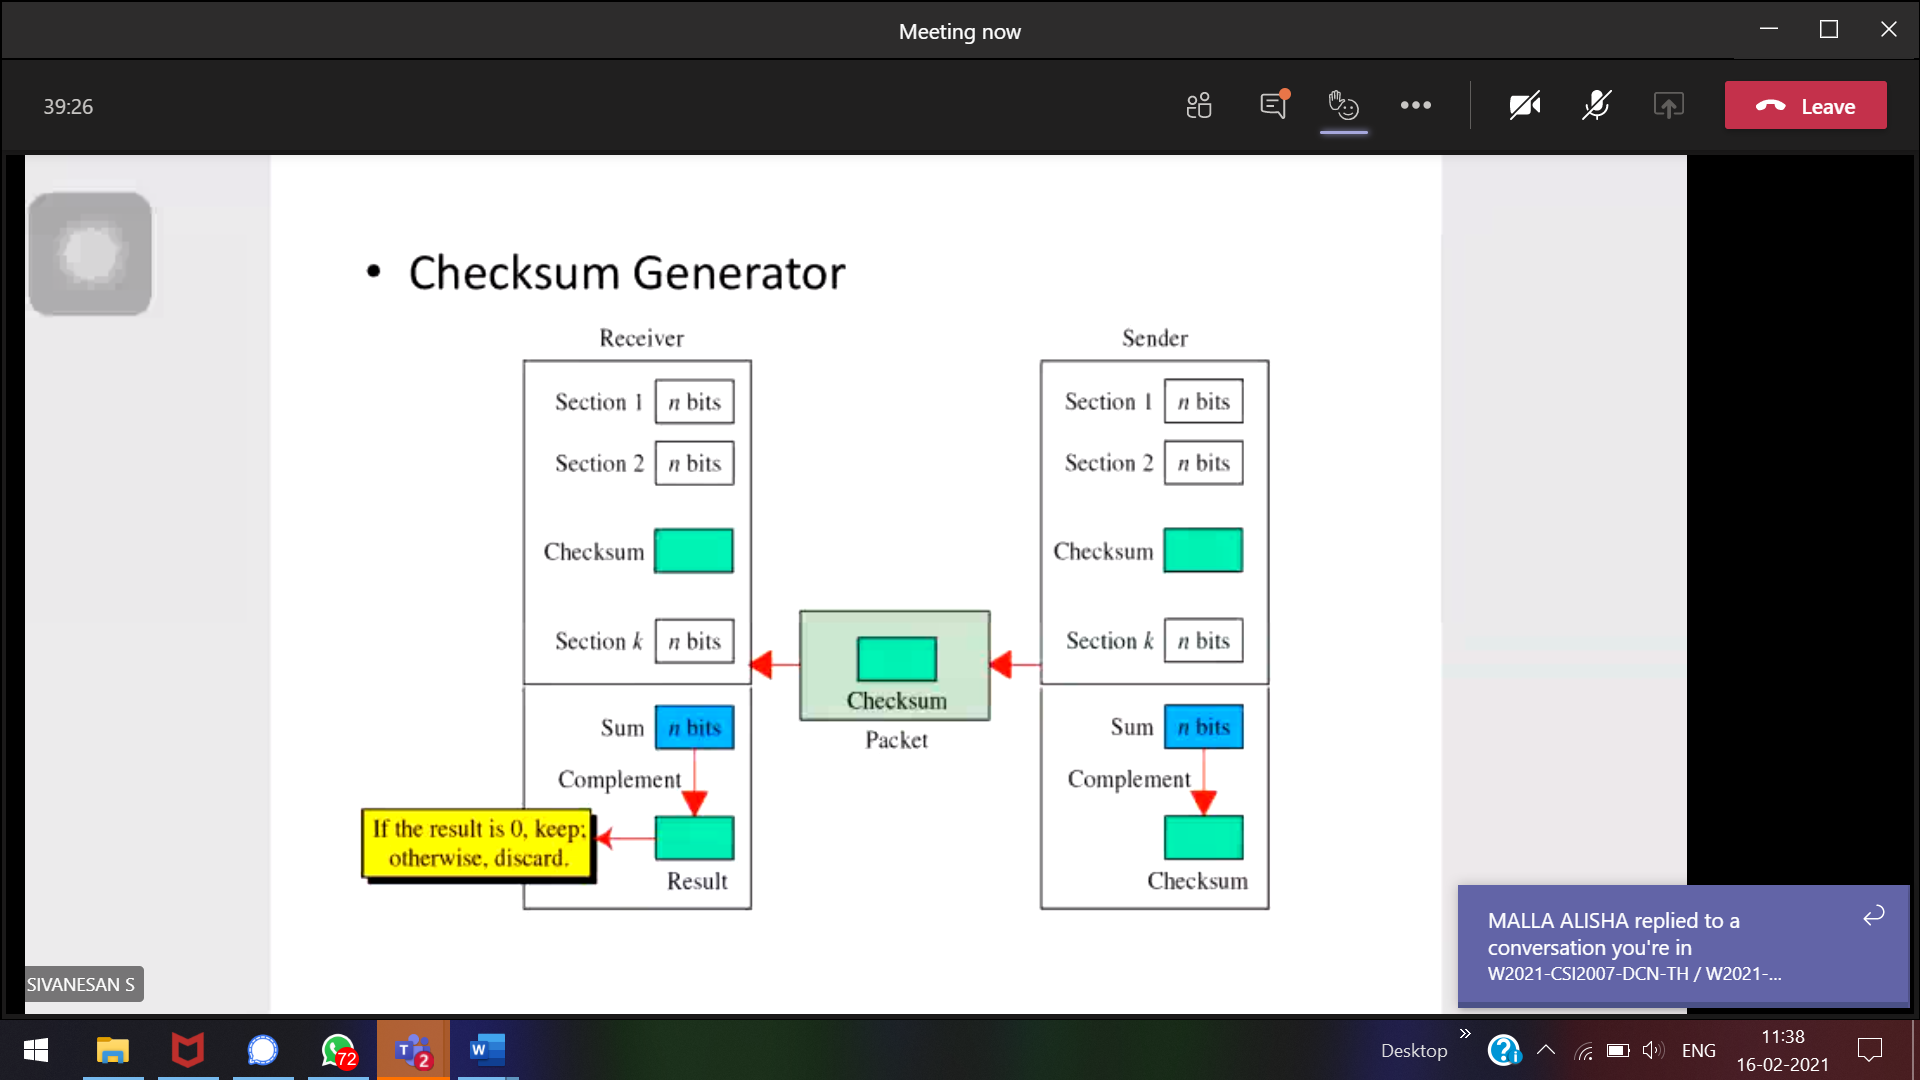 Meeting now
39:26
Leave
• Checksum Generator
Receiver
Section 1 n bits
Section 2 n bits
Checksum
Section k n bits
Sum n bits
Complement
If the result is 0, keep;
otherwise, discard.
Result
Checksum
Packet
Sender
Section 1 n bits
Section 2 n bits
Checksum
Section k n bits
Sum n bits
Complement
Checksum
SIVANESAN S
MALLA ALISHA replied to a
conversation you're in
W2021-CSI2007-DCN-TH / W2021-...
72
T
2
W
Desktop
ENG
11:38
16-02-2021